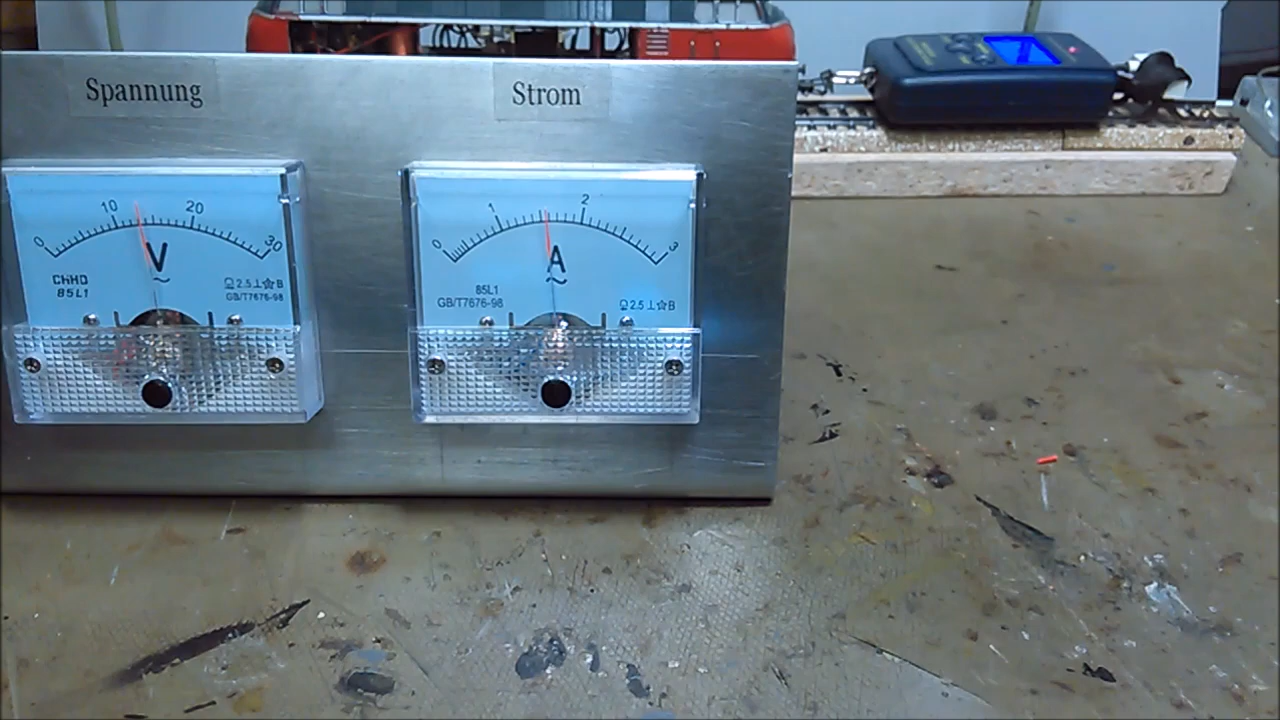 Spannung
Strom
0 10 20 30
V
CHHD
85L1
2.5 ⊥ ☆ B
GB/T7676-98
0 1 2 3
A
85L1
GB/T7676-98
2.5 ⊥ ☆ B